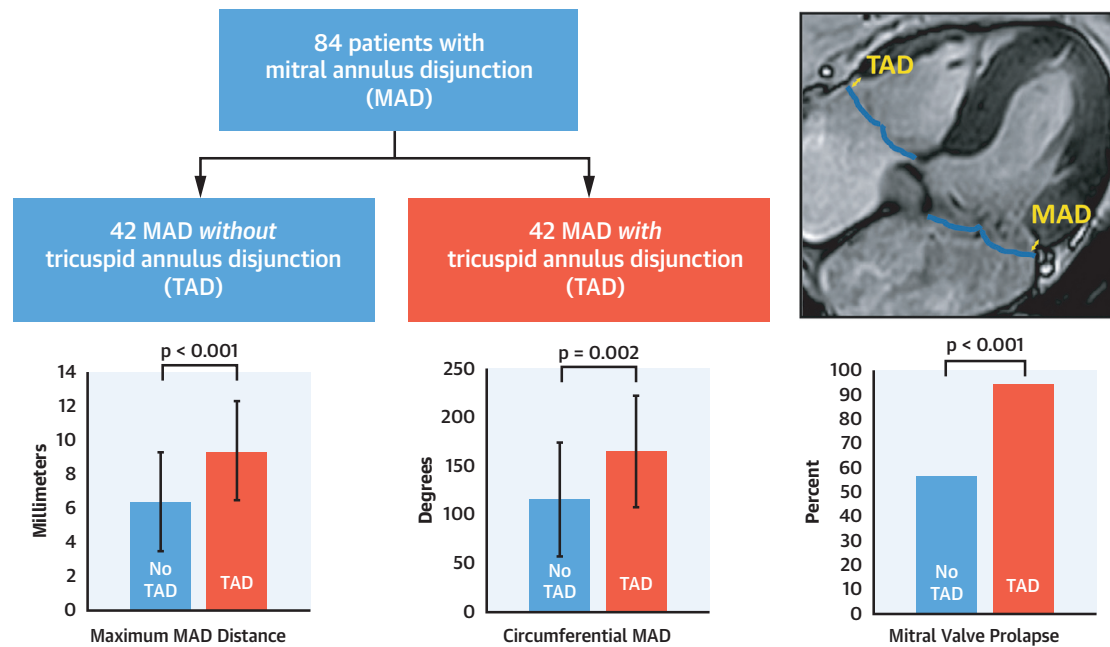 84 patients with
mitral annulus disjunction
(MAD)
TAD
MAD
42 MAD without
tricuspid annulus disjunction
(TAD)
42 MAD with
tricuspid annulus disjunction
(TAD)
p < 0.001
14
12
10
8
6
4
2
0
Millimeters
No
TAD
TAD
Maximum MAD Distance
p = 0.002
250
200
150
100
50
0
Degrees
No
TAD
TAD
Circumferential MAD
p < 0.001
100
90
80
70
60
50
40
30
20
10
0
Percent
No
TAD
TAD
Mitral Valve Prolapse